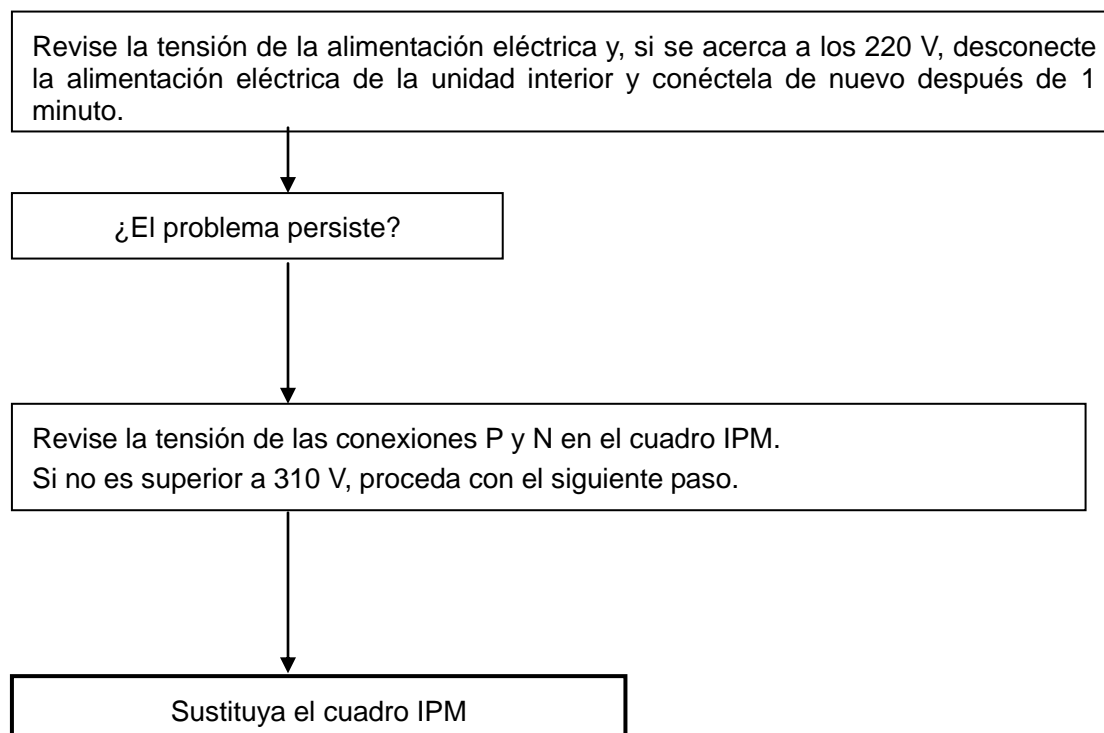 Revise la tensión de la alimentación eléctrica y, si se acerca a los 220 V, desconecte
la alimentación eléctrica de la unidad interior y conéctela de nuevo después de 1
minuto.
¿El problema persiste?
Revise la tensión de las conexiones P y N en el cuadro IPM.
Si no es superior a 310 V, proceda con el siguiente paso.
Sustituya el cuadro IPM